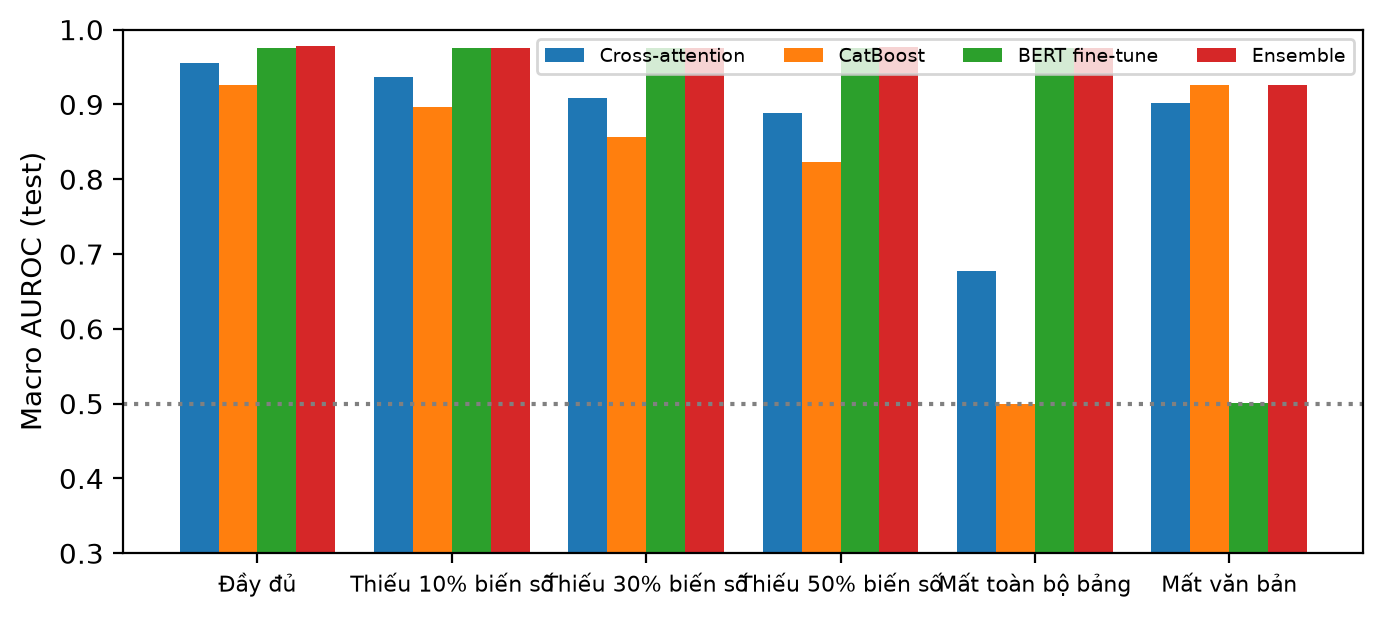 Macro AUROC (test)
1.0
0.9
0.8
0.7
0.6
0.5
0.4
0.3
Cross-attention CatBoost BERT fine-tune Ensemble
Đầy đủ Thiếu 10% biến số Thiếu 30% biến số Thiếu 50% biến số Mất toàn bộ bảng Mất văn bản